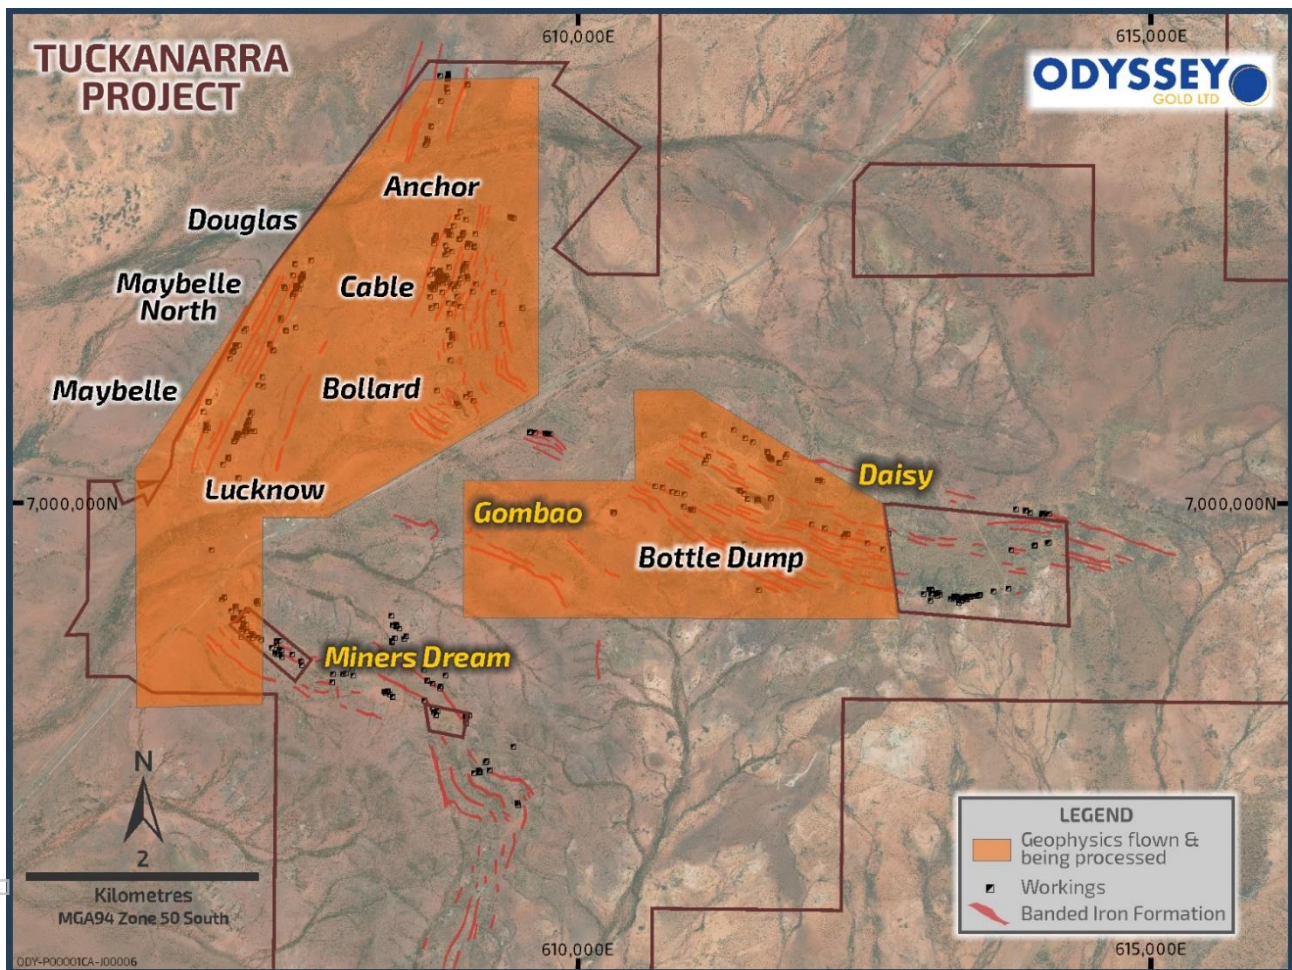 TUCKANARRA
PROJECT
610,000E
615,000E
ODYSSEY
GOLD LTD
Anchor
Douglas
Maybelle
North
Cable
Maybelle
Bollard
Lucknow
7,000,000N
Gombao
Daisy
7,000,000N
Bottle Dump
Miners Dream
N
2
Kilometres
MGA94 Zone 50 South
LEGEND
Geophysics flown &
being processed
Workings
Banded Iron Formation
610,000E
615,000E
ODY-P00001CA-J00006